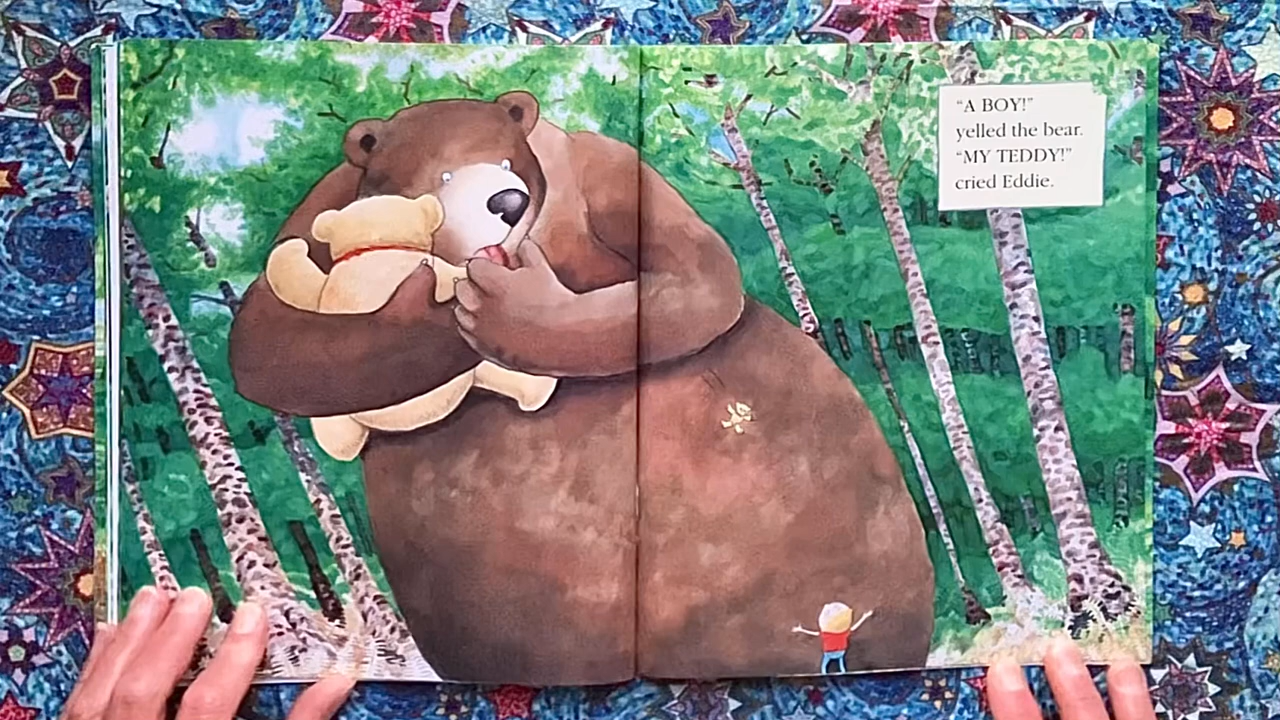 “A BOY!”
yelled the bear.
“MY TEDDY!”
cried Eddie.